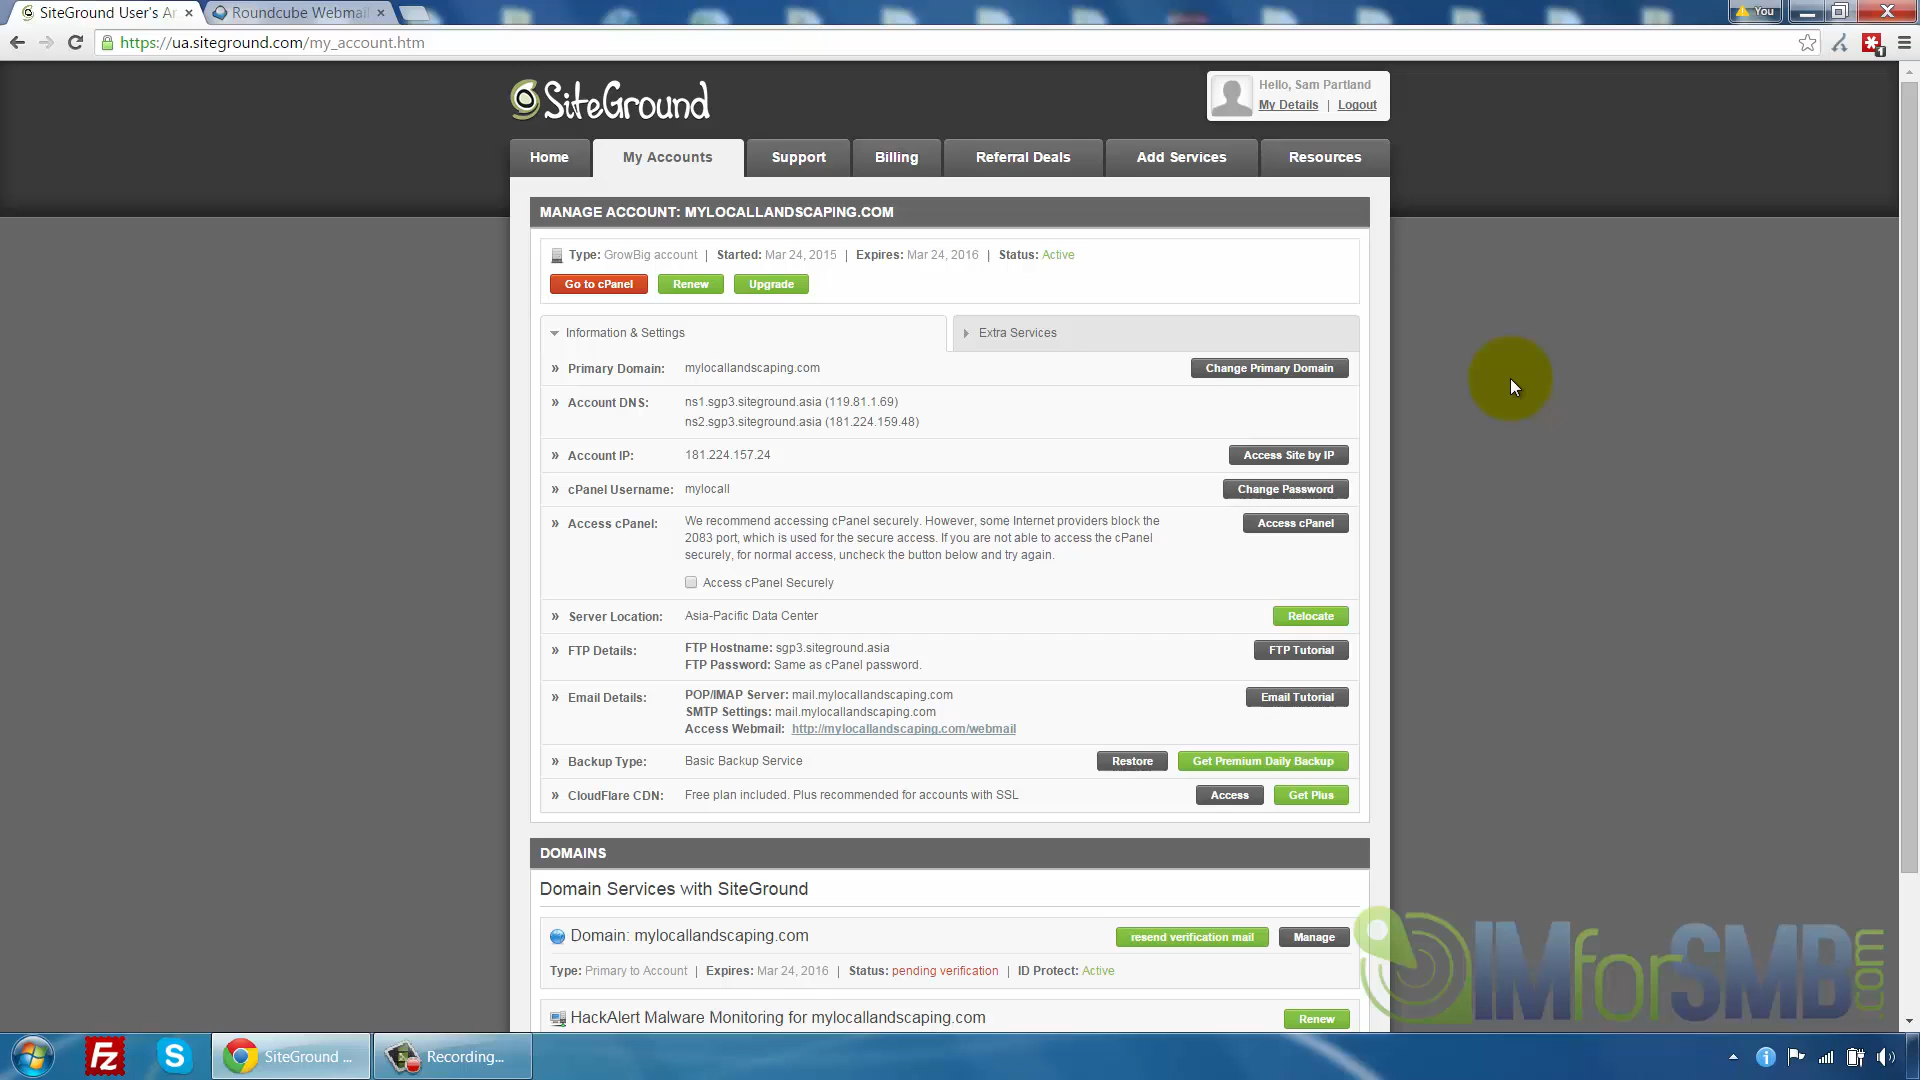 SiteGround User's Ar
Roundcube Webmail
You
https://ua.siteground.com/my_account.htm
1
SiteGround
Hello, Sam Partland
My Details | Logout
Home
My Accounts
Support
Billing
Referral Deals
Add Services
Resources
MANAGE ACCOUNT: MYLOCALLANDSCAPING.COM
Type: GrowBig account | Started: Mar 24, 2015 | Expires: Mar 24, 2016 | Status: Active
Go to cPanel
Renew
Upgrade
Information & Settings
Extra Services
» Primary Domain: mylocallandscaping.com Change Primary Domain
» Account DNS: ns1.sgp3.siteground.asia (119.81.1.69)
ns2.sgp3.siteground.asia (181.224.159.48)
» Account IP: 181.224.157.24 Access Site by IP
» cPanel Username: mylocall Change Password
» Access cPanel: We recommend accessing cPanel securely. However, some Internet providers block the Access cPanel
2083 port, which is used for the secure access. If you are not able to access the cPanel
securely, for normal access, uncheck the button below and try again.
Access cPanel Securely
» Server Location: Asia-Pacific Data Center Relocate
» FTP Details: FTP Hostname: sgp3.siteground.asia FTP Tutorial
FTP Password: Same as cPanel password.
» Email Details: POP/IMAP Server: mail.mylocallandscaping.com Email Tutorial
SMTP Settings: mail.mylocallandscaping.com
Access Webmail: http://mylocallandscaping.com/webmail
» Backup Type: Basic Backup Service Restore Get Premium Daily Backup
» CloudFlare CDN: Free plan included. Plus recommended for accounts with SSL Access Get Plus
DOMAINS
Domain Services with SiteGround
Domain: mylocallandscaping.com resend verification mail Manage
Type: Primary to Account | Expires: Mar 24, 2016 | Status: pending verification | ID Protect: Active
HackAlert Malware Monitoring for mylocallandscaping.com Renew
IMforSMB.com
SiteGround ...
Recording...